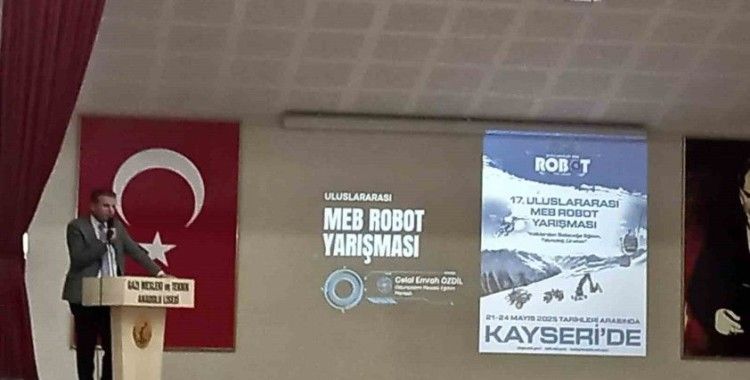 ULUSLARARASI
MEB ROBOT
YARIŞMASI
Celal Emrah ÖZDİL
ROBOT
17. ULUSLARARASI
MEB ROBOT
YARIŞMASI
21-24 MAYIS 2025 TARİHLERİ ARASINDA
KAYSERİ'DE
GAZİ MESLEKİ ve TEKNİK
ANADOLU LİSESİ